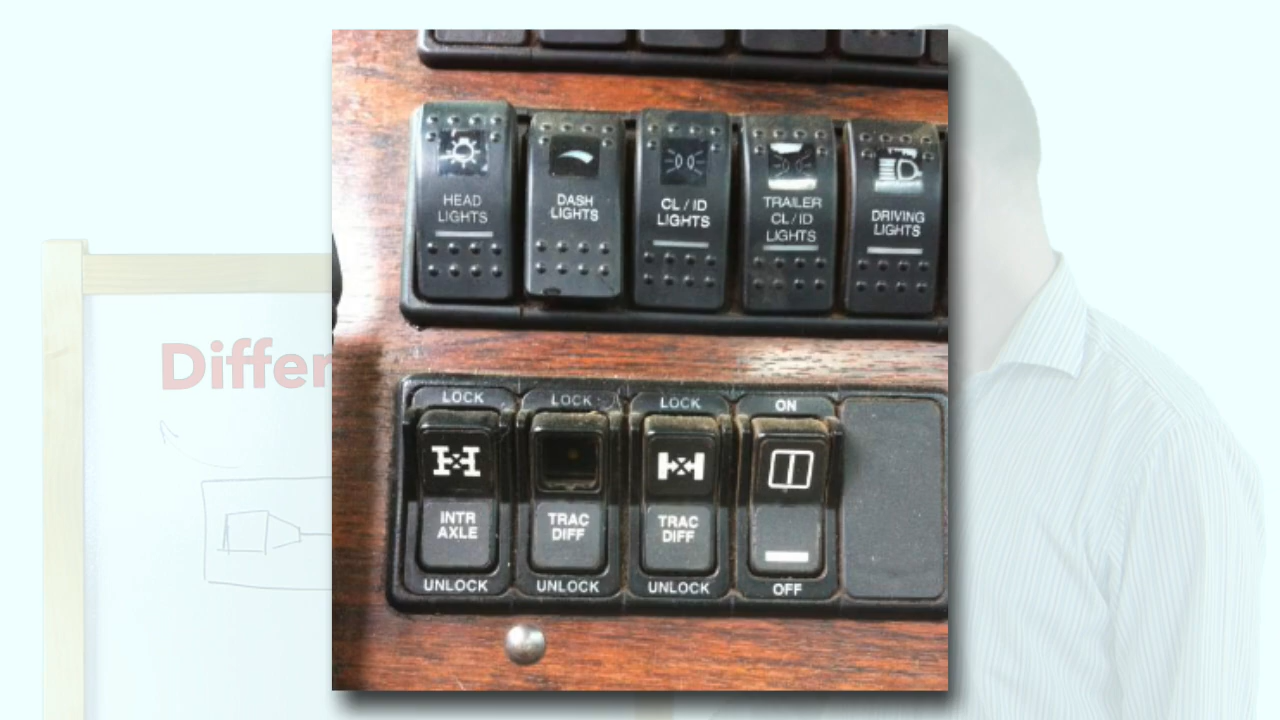 HEAD
LIGHTS
DASH
LIGHTS
CL / ID
LIGHTS
TRAILER
CL / ID
LIGHTS
DRIVING
LIGHTS
Differ
LOCK
LOCK
LOCK
ON
INTR
AXLE
TRAC
DIFF
TRAC
DIFF
UNLOCK
UNLOCK
UNLOCK
OFF